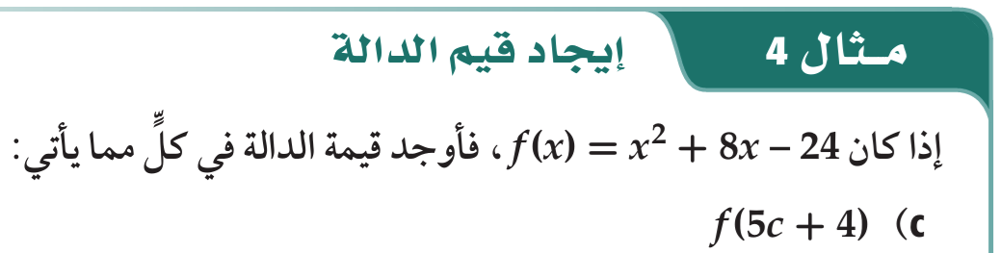 مثال 4 إيجاد قيم الدالة
إذا كان f(x) = x² + 8x − 24 ، فأوجد قيمة الدالة في كلٍّ مما يأتي:
f(5c + 4) (c